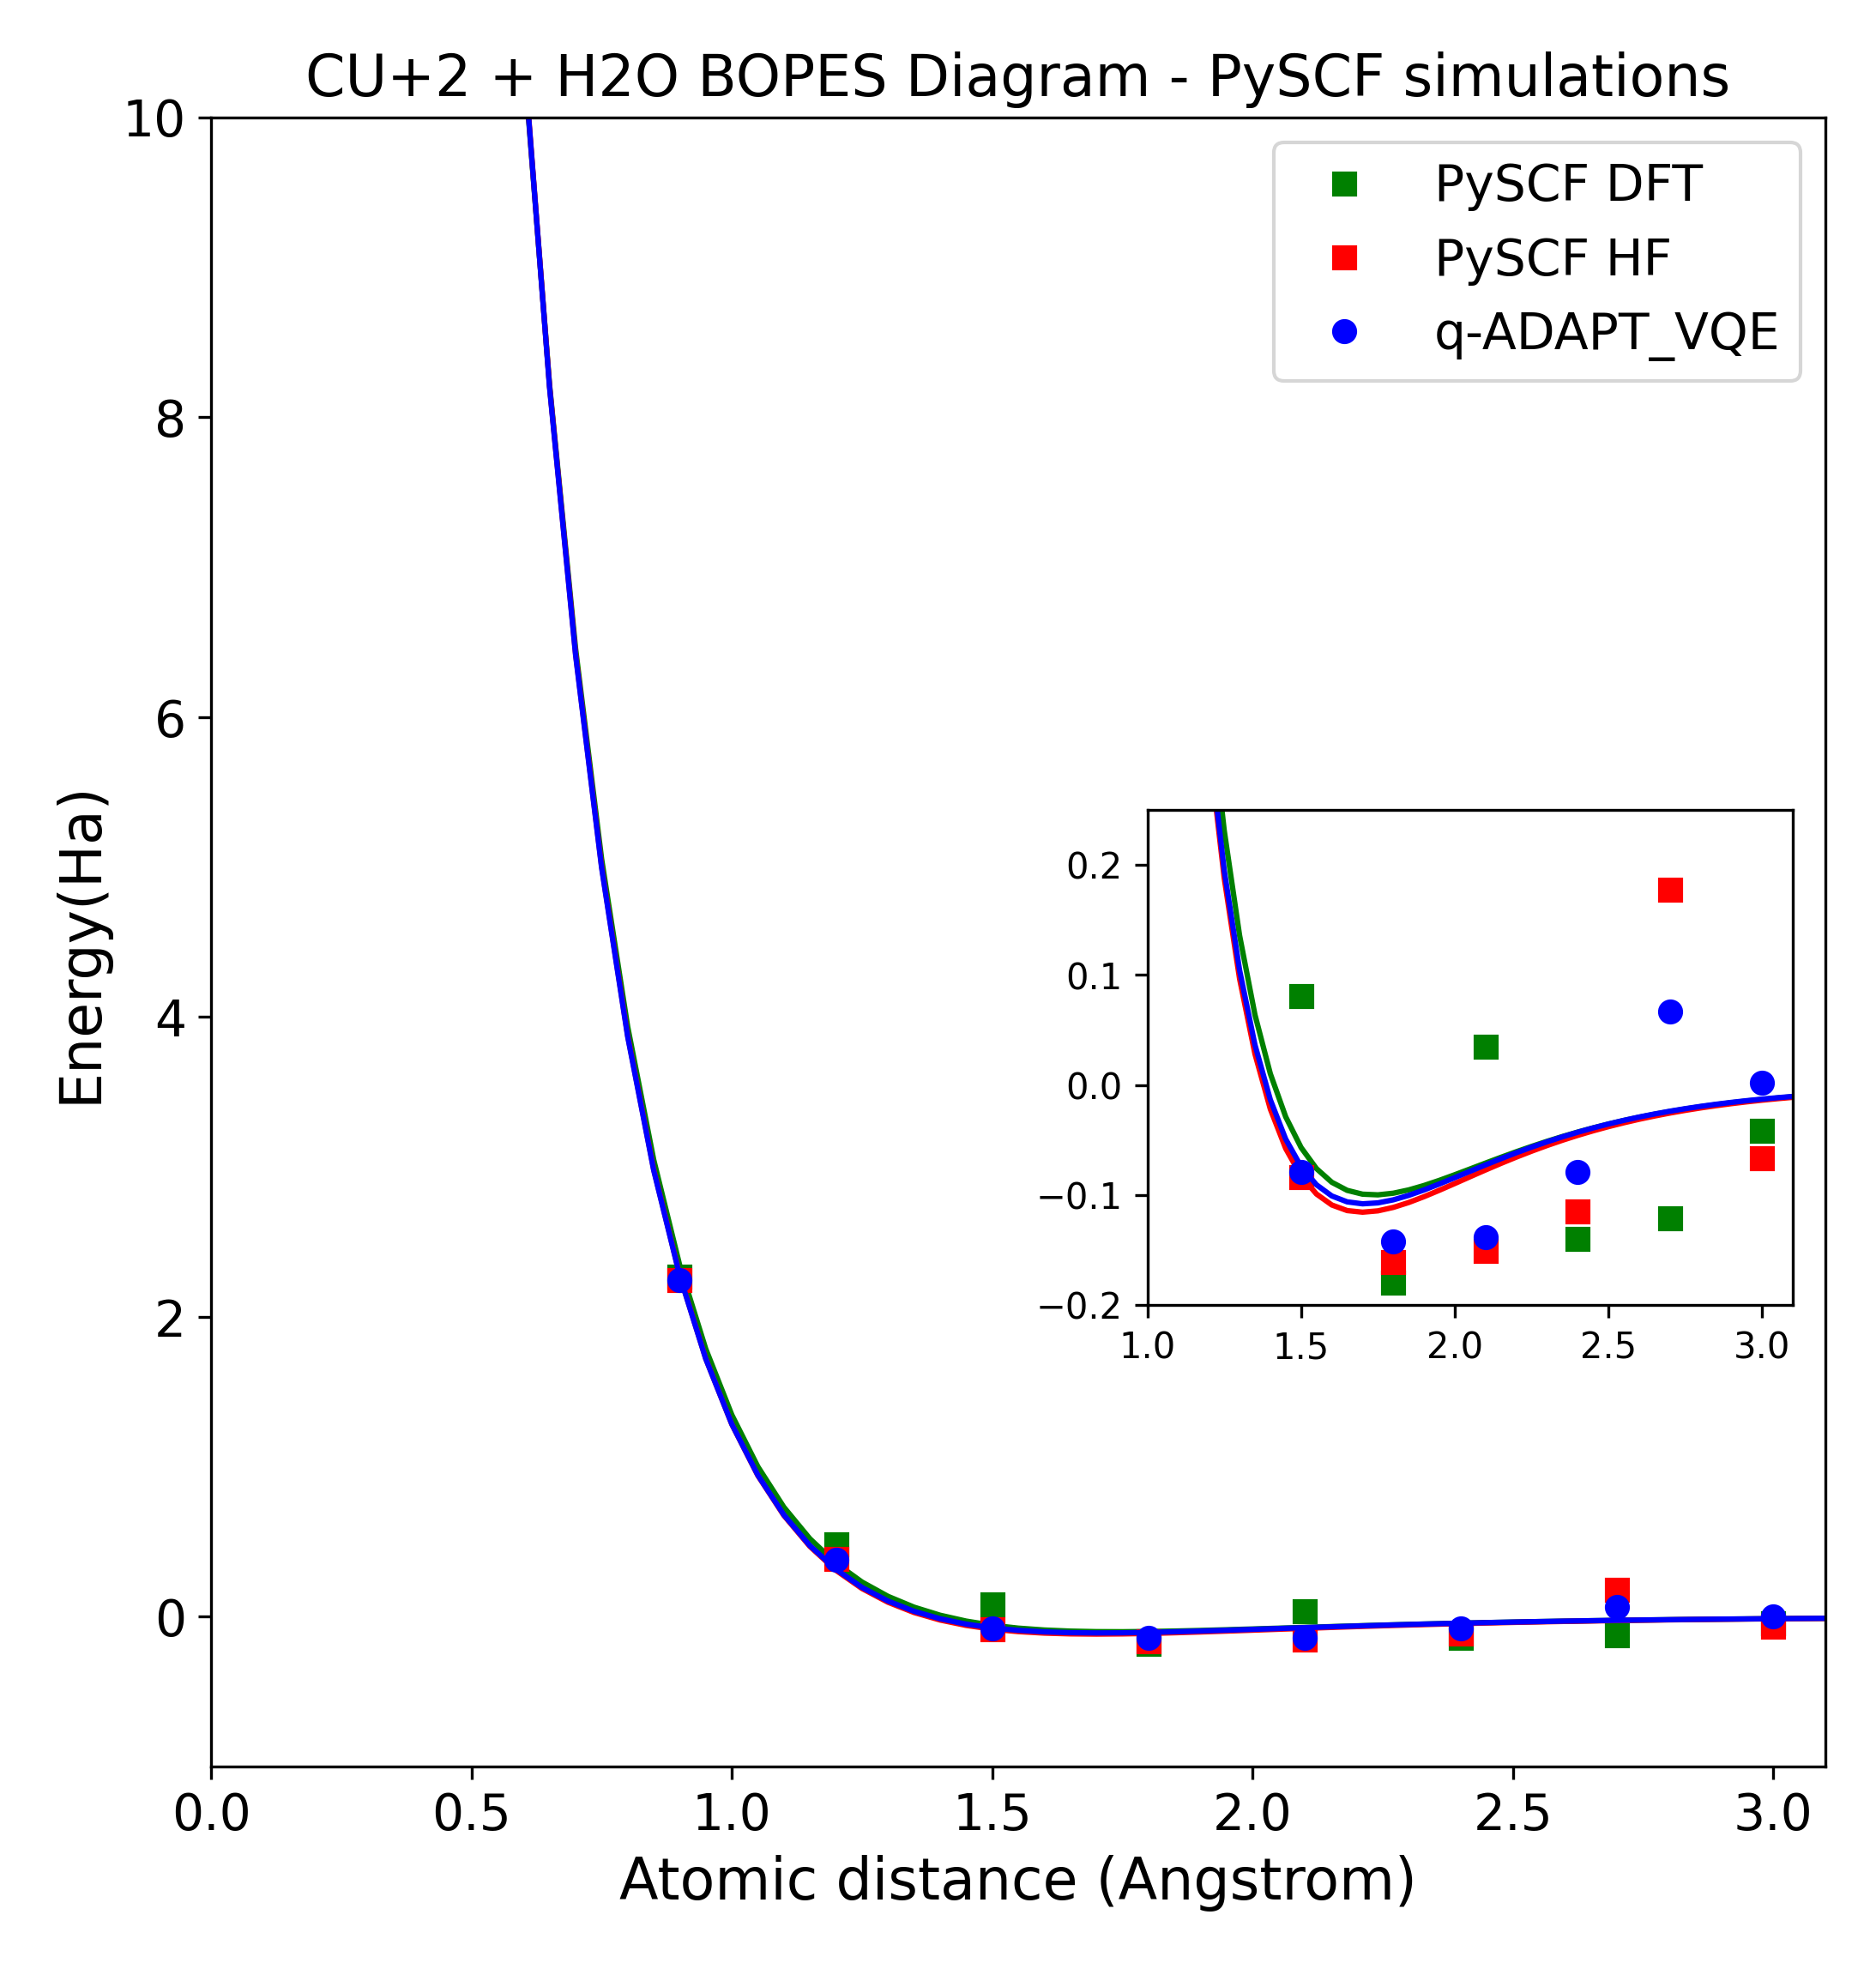 CU+2 + H2O BOPES Diagram - PySCF simulations
10
8
6
4
2
0
Energy(Ha)
PySCF DFT
PySCF HF
q-ADAPT_VQE
0.2
0.1
0.0
−0.1
−0.2
1.0 1.5 2.0 2.5 3.0
0.0 0.5 1.0 1.5 2.0 2.5 3.0
Atomic distance (Angstrom)